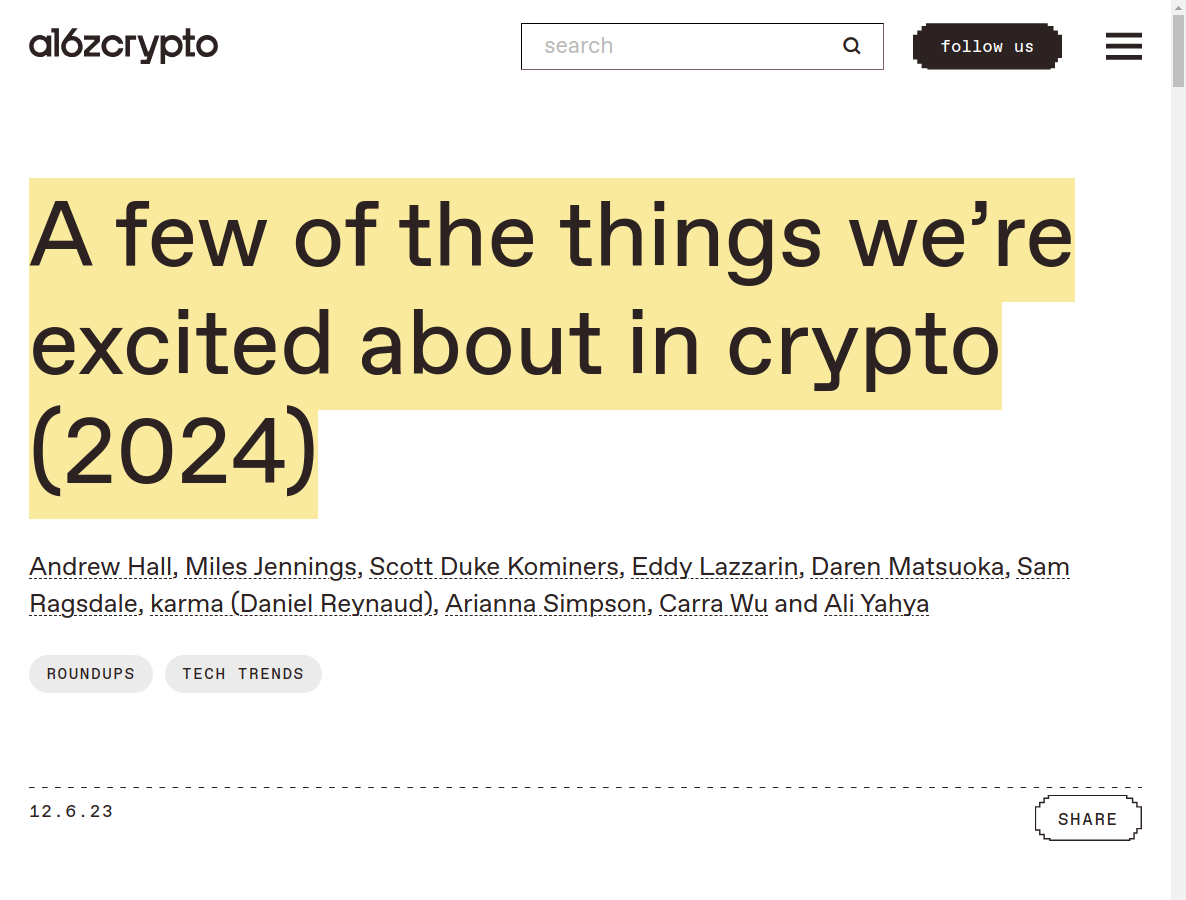 a16zcrypto
search
follow us
A few of the things we’re
excited about in crypto
(2024)
Andrew Hall, Miles Jennings, Scott Duke Kominers, Eddy Lazzarin, Daren Matsuoka, Sam
Ragsdale, karma (Daniel Reynaud), Arianna Simpson, Carra Wu and Ali Yahya
ROUNDUPS
TECH TRENDS
12.6.23
SHARE